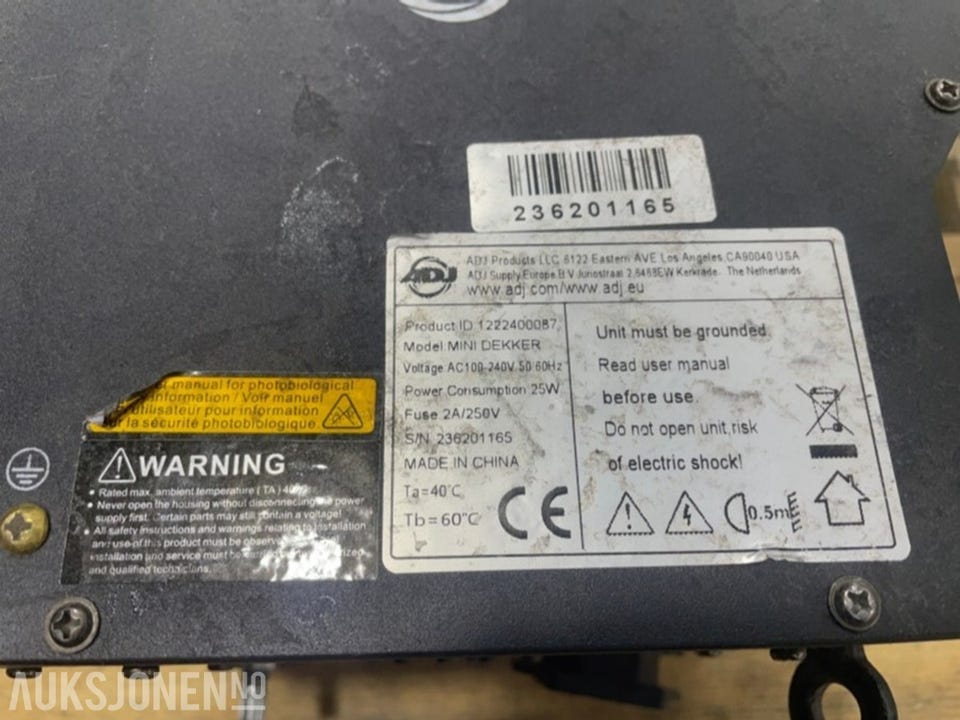 236201165
ADJ
ADJ Products LLC 6122 Eastern AVE Los Angeles, CA90040 USA
ADJ Supply Europe B.V Junostraat 2,6468EW Kerkrade. The Netherlands
www.adj.com/www.adj.eu
Product ID 1222400087
Model MINI DEKKER
Voltage AC100-240V 50/60Hz
Power Consumption 25W
Fuse 2A/250V
S/N 236201165
MADE IN CHINA
Ta=40℃
Tb=60℃
CE
Unit must be grounded.
Read user manual
before use.
Do not open unit,risk
of electric shock!
0.5m
manual for photobiological
information / Voir manuel
utilisateur pour information
la sécurité photobiologique.
WARNING
• Rated max. ambient temperature ( TA )
• Never open the housing without disconnecting the power
supply first. Certain parts may still contain a voltage!
• All safety instructions and warnings relating to installation
and use of this product must be
installation and service must be
and qualified technicians.
AUKSJONEN.NO